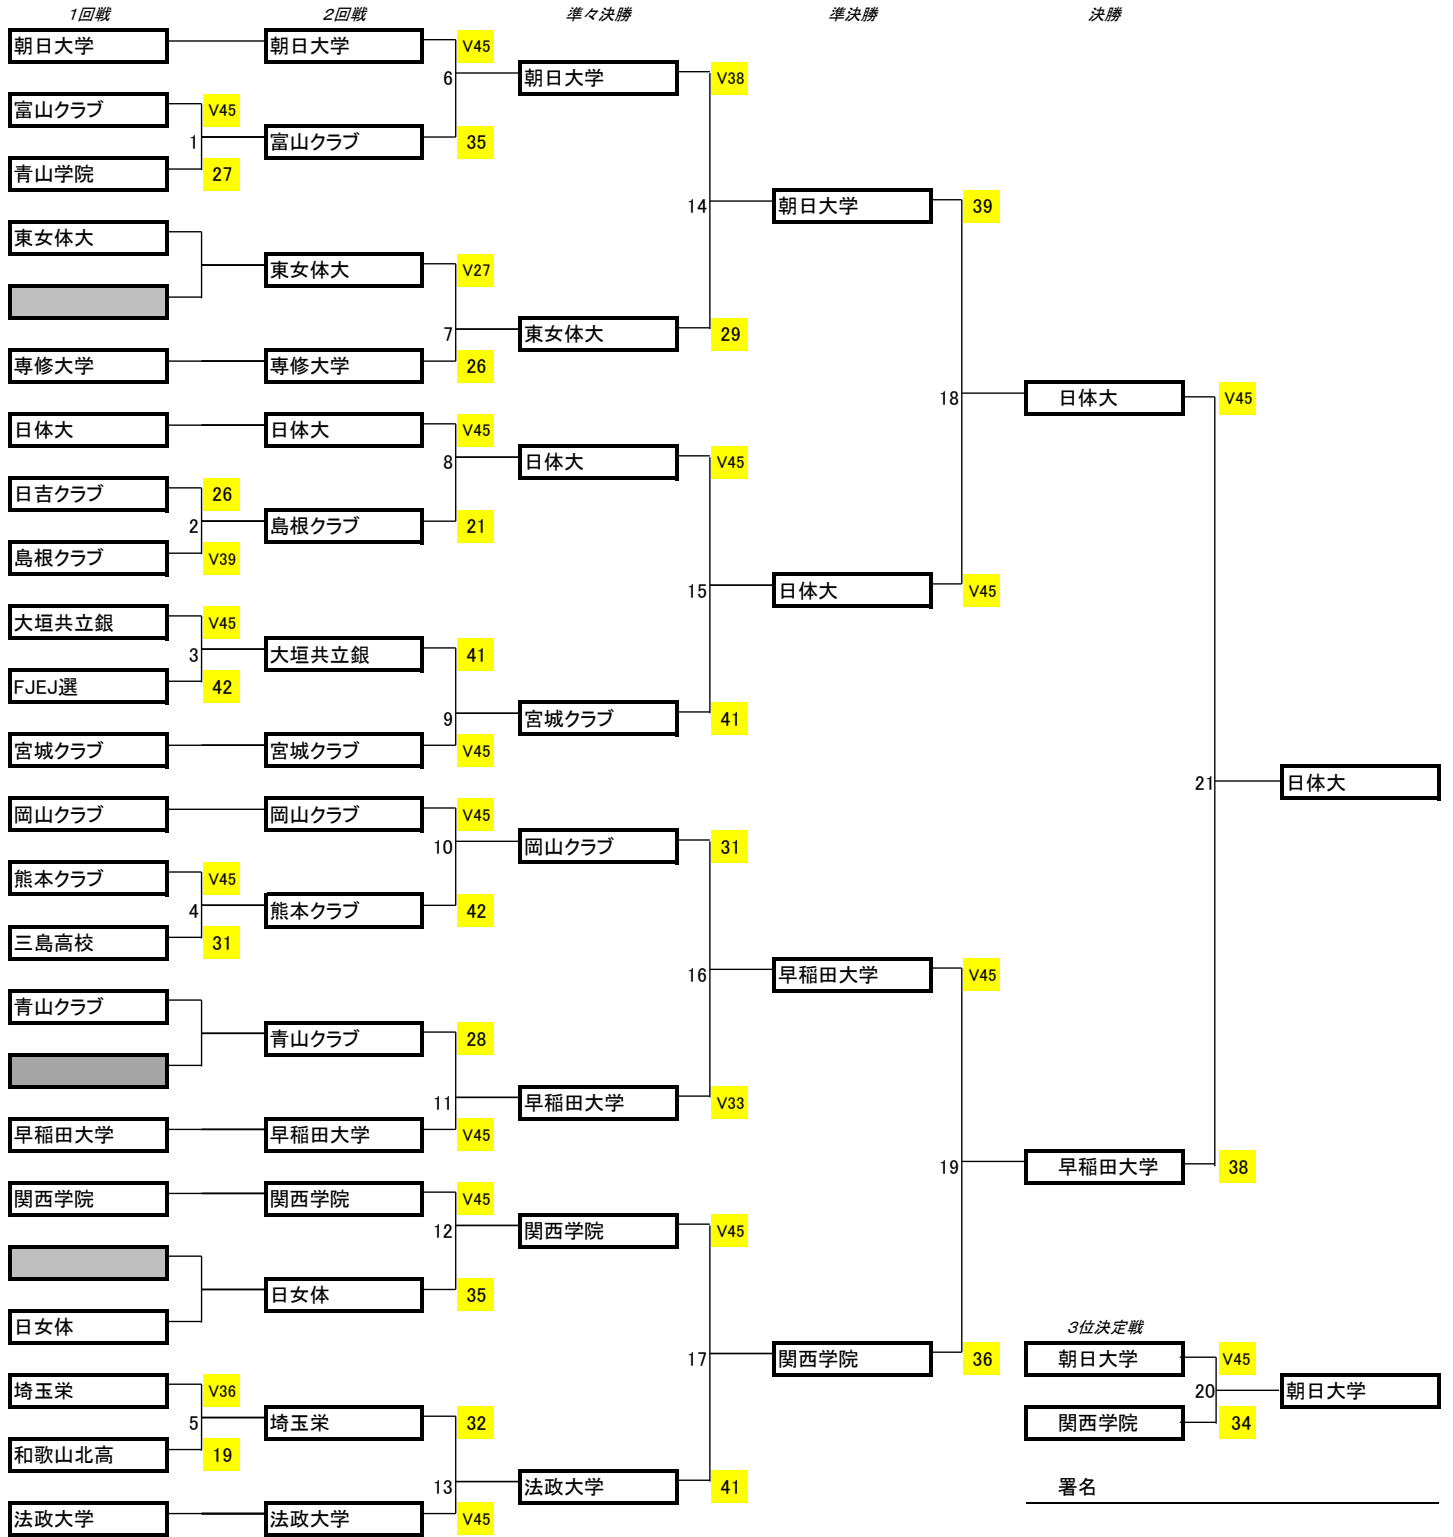 1回戦 2回戦 準々決勝 準決勝 決勝
朝日大学 朝日大学 V45
6 朝日大学 V38
富山クラブ V45
1 富山クラブ 35
青山学院 27
14 朝日大学 39
東女体大
東女体大 V27
7 東女体大 29
専修大学 専修大学 26
18 日体大 V45
日体大 日体大 V45
8 日体大 V45
日吉クラブ 26
2 島根クラブ 21
島根クラブ V39
15 日体大 V45
大垣共立銀 V45
3 大垣共立銀 41
FJEJ選 42
9 宮城クラブ 41
宮城クラブ 宮城クラブ V45
21 日体大
岡山クラブ 岡山クラブ V45
10 岡山クラブ 31
熊本クラブ V45
4 熊本クラブ 42
三島高校 31
16 早稲田大学 V45
青山クラブ
青山クラブ 28
11 早稲田大学 V33
早稲田大学 早稲田大学 V45
19 早稲田大学 38
関西学院 関西学院 V45
12 関西学院 V45
日女体 35
日女体
3位決定戦
17 関西学院 36 朝日大学 V45
埼玉栄 V36
20 朝日大学
5 埼玉栄 32 関西学院 34
和歌山北高 19
13 法政大学 41 署名
法政大学 法政大学 V45